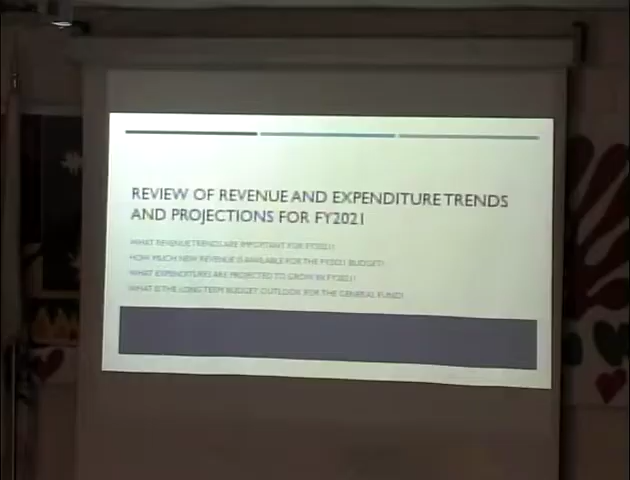 REVIEW OF REVENUE AND EXPENDITURE TRENDS
AND PROJECTIONS FOR FY2021
WHAT REVENUE TRENDS ARE IMPORTANT FOR FY2021?
HOW MUCH NEW REVENUE IS AVAILABLE FOR THE FY2021 BUDGET?
WHAT EXPENDITURES ARE PROJECTED TO GROW IN FY2021?
WHAT IS THE LONG TERM BUDGET OUTLOOK FOR THE GENERAL FUND?